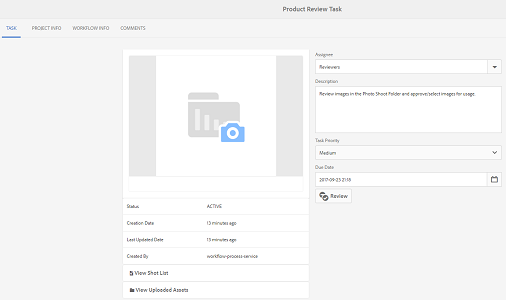 Product Review Task
TASK
PROJECT INFO
WORKFLOW INFO
COMMENTS
Assignee
Reviewers
Description
Review images in the Photo Shoot Folder and approve/select images for usage.
Task Priority
Medium
Due Date
2017-09-23 21:18
Review
Status ACTIVE
Creation Date 13 minutes ago
Last Updated Date 13 minutes ago
Created By workflow-process-service
View Shot List
View Uploaded Assets